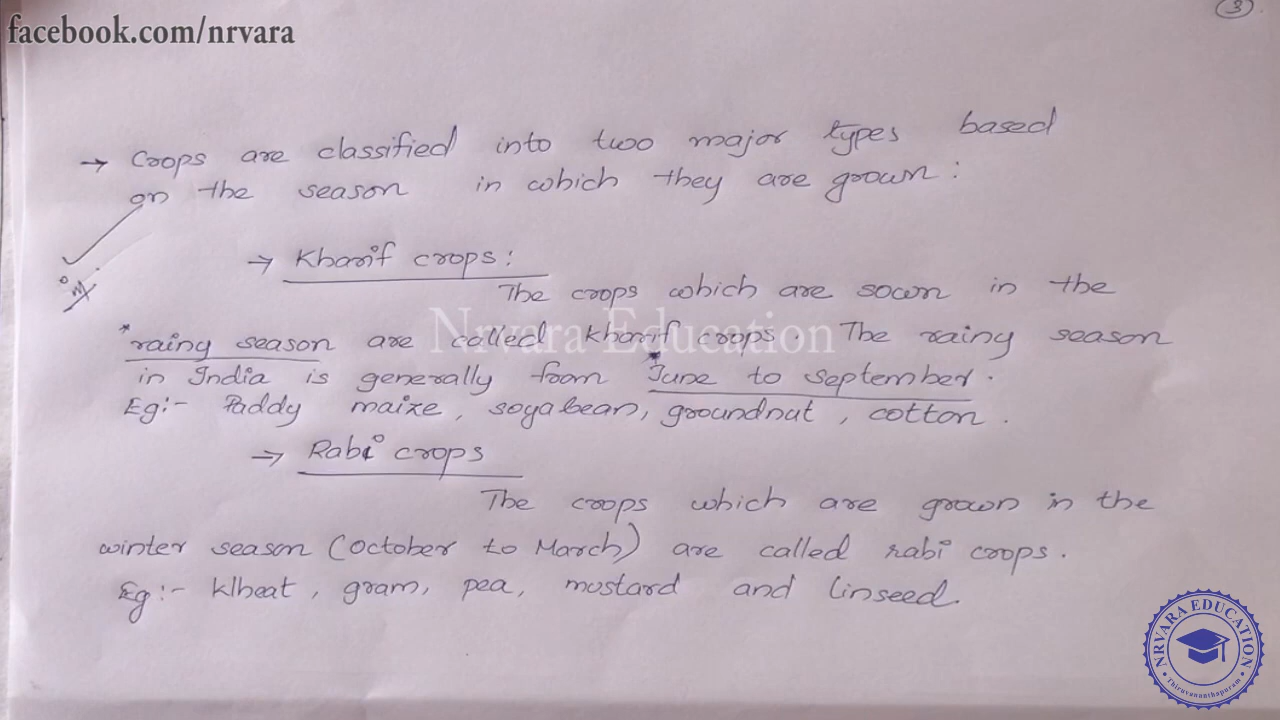 facebook.com/nrvara
3
→ Crops are classified into two major types based
on the season in which they are grown:
→ Kharif crops:
The crops which are sown in the
*rainy season are called kharif crops. The rainy season
in India is generally from *June to september.
Eg:- Paddy maize, soyabean, groundnut, cotton.
→ Rabi crops
The crops which are grown in the
winter season (October to March) are called rabi crops.
Eg:- Wheat, gram, pea, mustard and linseed.
Nrvara Education
NRVARA EDUCATION
Thiruvananthapuram